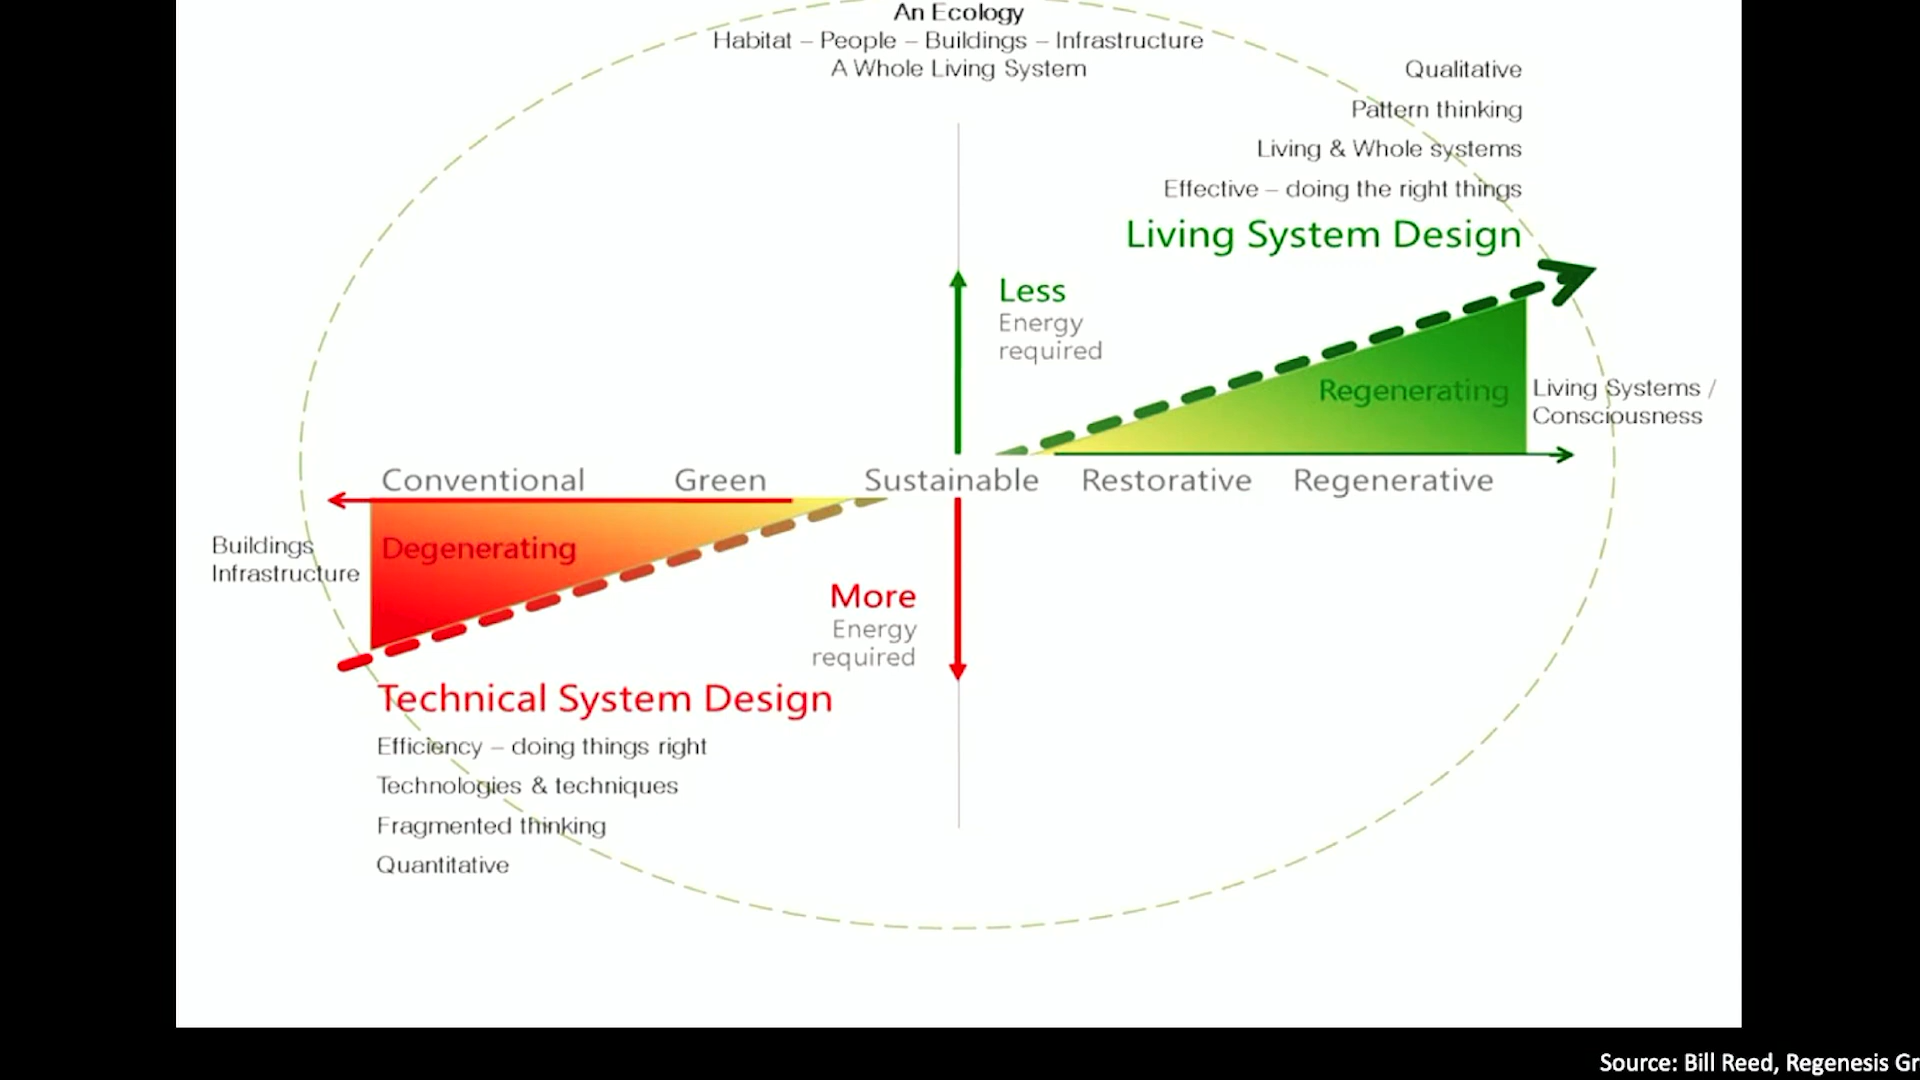 An Ecology
Habitat – People – Buildings – Infrastructure
A Whole Living System
Qualitative
Pattern thinking
Living & Whole systems
Effective – doing the right things
Living System Design
Less
Energy
required
Regenerating
Living Systems /
Consciousness
Conventional Green Sustainable Restorative Regenerative
Degenerating
Buildings
Infrastructure
More
Energy
required
Technical System Design
Efficiency – doing things right
Technologies & techniques
Fragmented thinking
Quantitative
Source: Bill Reed, Regenesis Gr